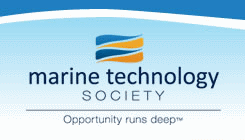 marine technology
SOCIETY
Opportunity runs deep™